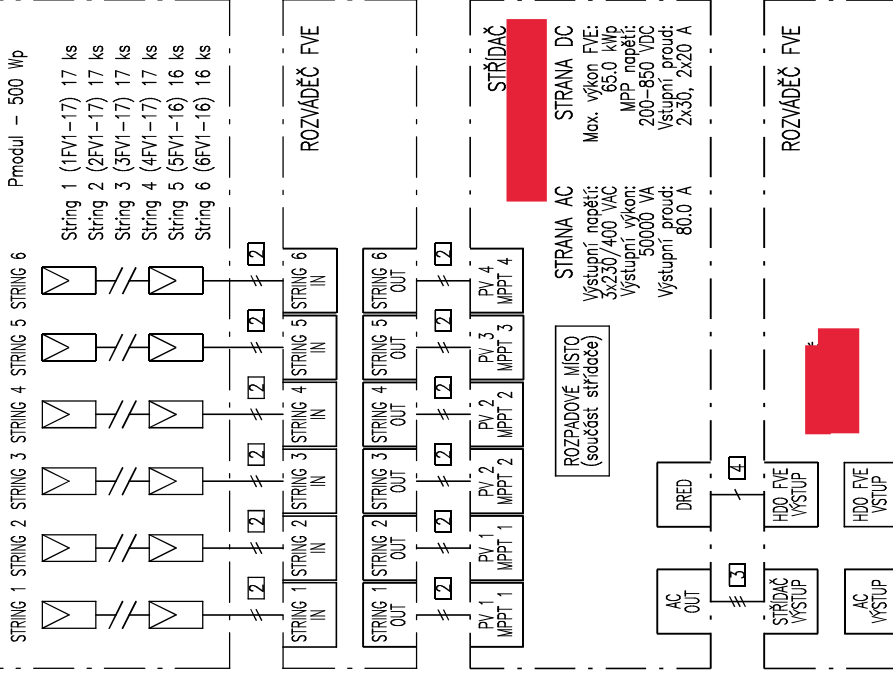 Pmodul - 500 Wp
String 1 (1FV1-17) 17 ks
String 2 (2FV1-17) 17 ks
String 3 (3FV1-17) 17 ks
String 4 (4FV1-17) 17 ks
String 5 (5FV1-16) 16 ks
String 6 (6FV1-16) 16 ks
STRING 1 STRING 2 STRING 3 STRING 4 STRING 5 STRING 6
2 2 2 2 2 2
ROZVÁDĚČ FVE
STRING 1 STRING 2 STRING 3 STRING 4 STRING 5 STRING 6
IN IN IN IN IN IN
STRING 1 STRING 2 STRING 3 STRING 4 STRING 5 STRING 6
OUT OUT OUT OUT OUT OUT
2 2 2 2 2 2
PV 1 PV 1 PV 2 PV 2 PV 3 PV 4
MPPT 1 MPPT 1 MPPT 2 MPPT 2 MPPT 3 MPPT 4
STŘÍDAČ
STRANA AC
Výstupní napětí:
3x230/400 VAC
Výstupní výkon:
50000 VA
Výstupní proud:
80.0 A
STRANA DC
Max. výkon FVE:
65.0 kWp
MPP napětí:
200-850 VDC
Vstupní proud:
2x30, 2x20 A
ROZPADOVÉ MÍSTO
(součást střídače)
AC
OUT
DRED
3 4
ROZVÁDĚČ FVE
STŘÍDAČ
VÝSTUP
HDO FVE
VÝSTUP
AC
VÝSTUP
HDO FVE
VSTUP